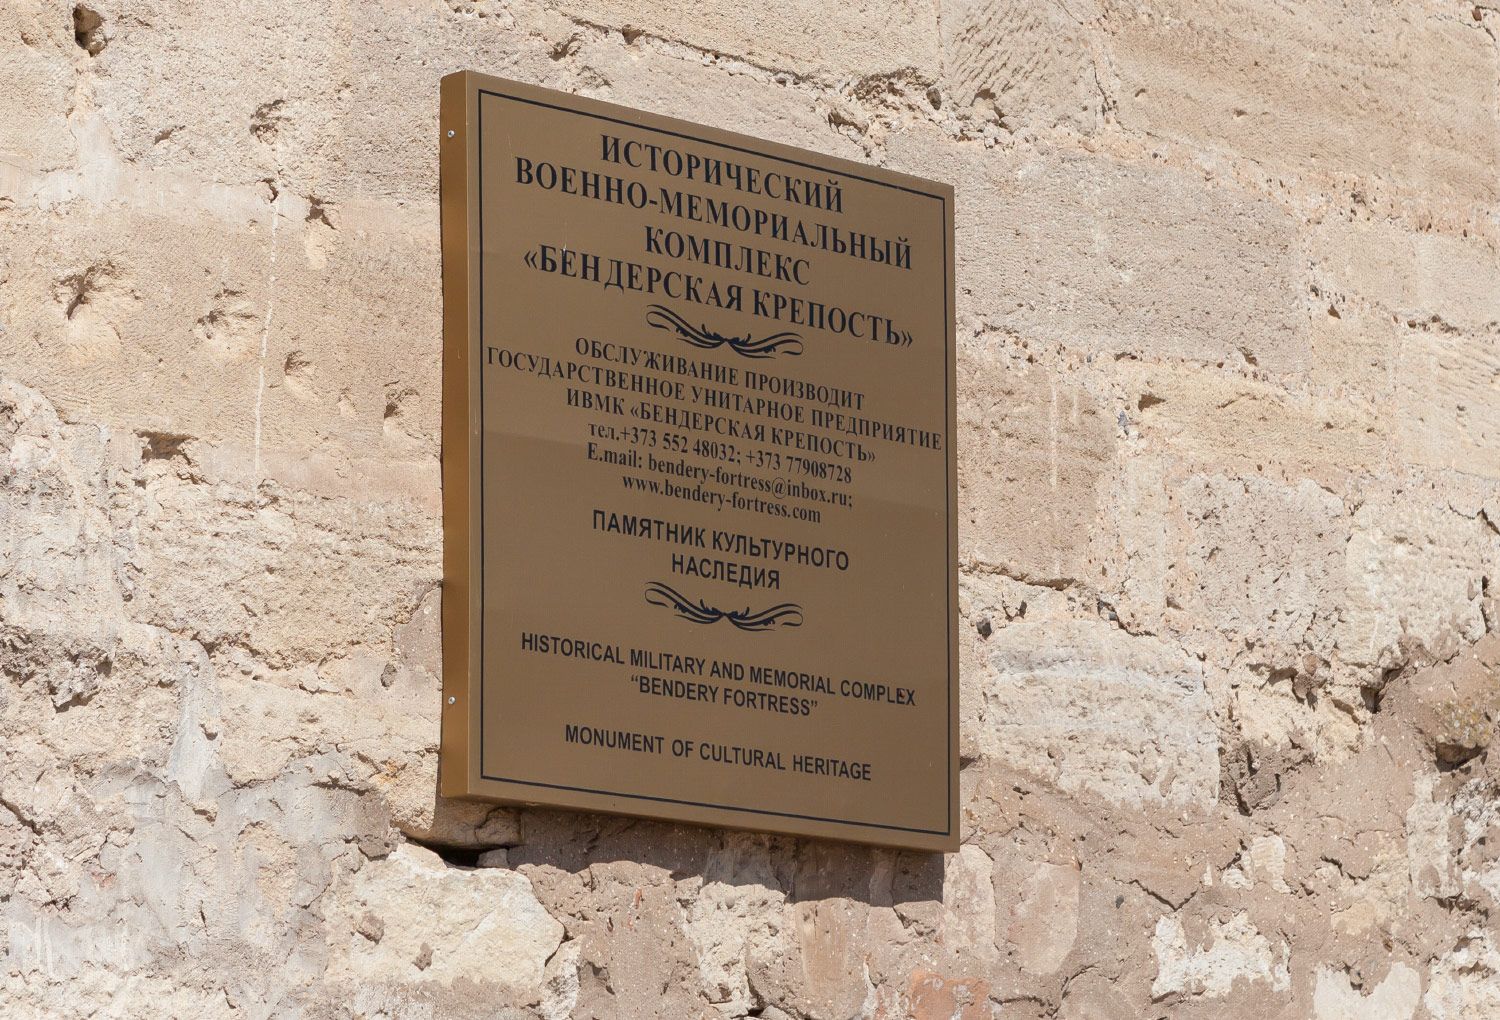 ИСТОРИЧЕСКИЙ
ВОЕННО-МЕМОРИАЛЬНЫЙ
КОМПЛЕКС
«БЕНДЕРСКАЯ КРЕПОСТЬ»
ОБСЛУЖИВАНИЕ ПРОИЗВОДИТ
ГОСУДАРСТВЕННОЕ УНИТАРНОЕ ПРЕДПРИЯТИЕ
ИВМК «БЕНДЕРСКАЯ КРЕПОСТЬ»
тел.+373 552 48032; +373 77908728
E.mail: bendery-fortress@inbox.ru;
www.bendery-fortress.com
ПАМЯТНИК КУЛЬТУРНОГО
НАСЛЕДИЯ
HISTORICAL MILITARY AND MEMORIAL COMPLEX
“BENDERY FORTRESS”
MONUMENT OF CULTURAL HERITAGE